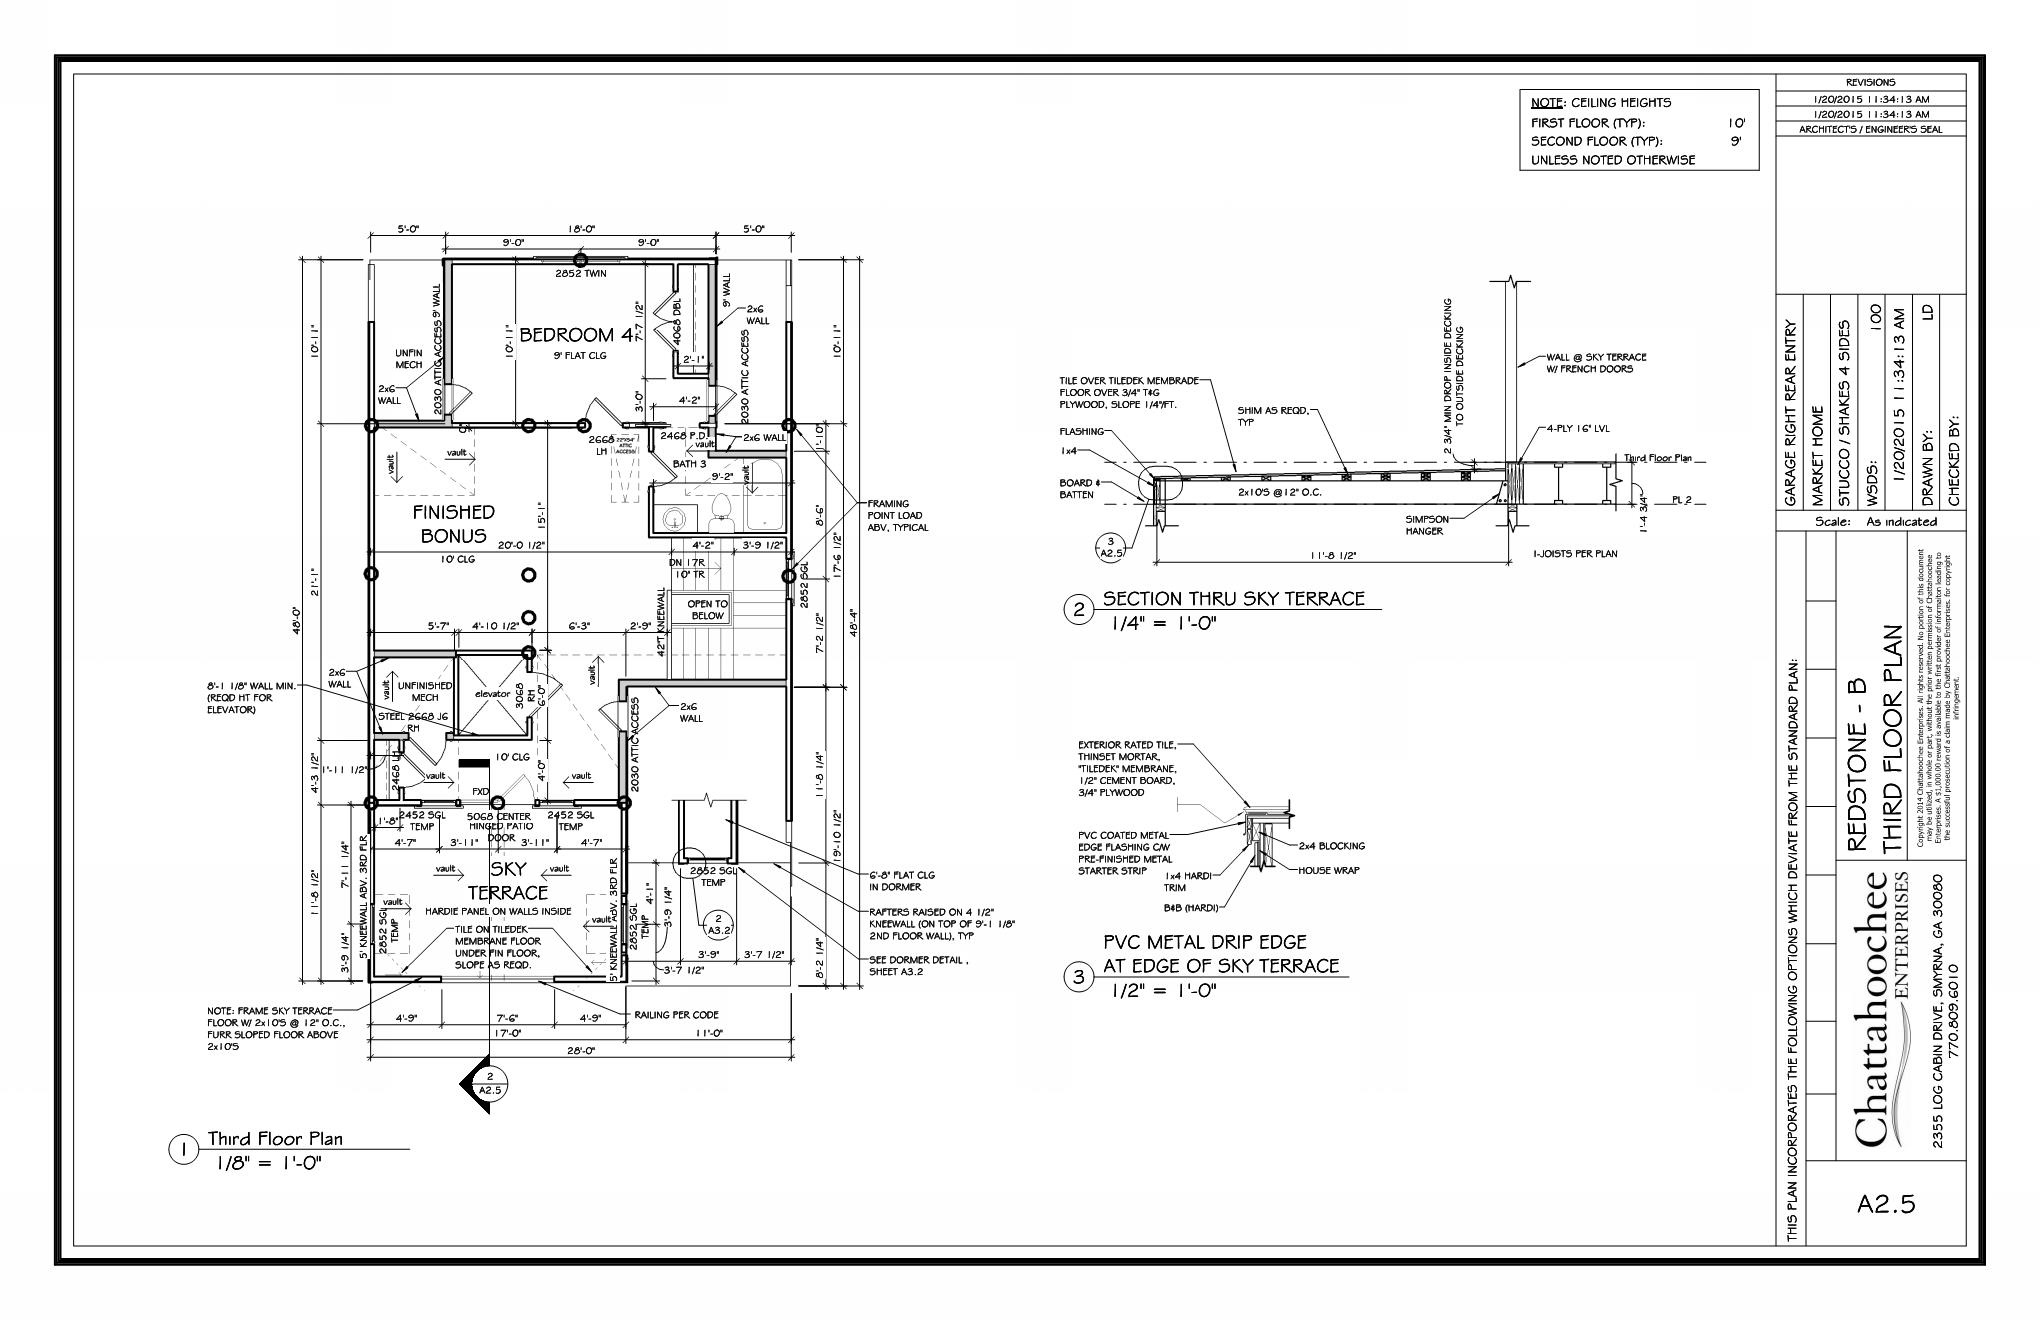 NOTE: CEILING HEIGHTS
FIRST FLOOR (TYP): 10'
SECOND FLOOR (TYP): 9'
UNLESS NOTED OTHERWISE
REVISIONS
1/20/2015 11:34:13 AM
1/20/2015 11:34:13 AM
ARCHITECT'S / ENGINEER'S SEAL
5'-0"
18'-0"
5'-0"
9'-0"
9'-0"
2852 TWIN
10'-11"
2030 ATTIC ACCESS
9' WALL
10'-11"
BEDROOM 4
9' FLAT CLG
7'-7 1/2"
4068 DBL
2'-1"
9' WALL
2x6
WALL
2030 ATTIC ACCESS
10'-11"
UNFIN
MECH
2x6
WALL
3'-0"
4'-2"
2668
LH
22"X54"
ATTIC
ACCESS
2468 P.D.
vault
2x6 WALL
1'-10"
BATH 3
9'-2"
vault
vault
vault
FINISHED
BONUS
15'-1"
20'-0 1/2"
10' CLG
4'-2"
3'-9 1/2"
8'-6"
17'-6 1/2"
FRAMING
POINT LOAD
ABV, TYPICAL
DN 17R
10" TR
2852 SGL
OPEN TO
BELOW
42"T KNEEWALL
21'-1"
48'-0"
48'-4"
7'-2 1/2"
5'-7"
4'-10 1/2"
6'-3"
2'-9"
2x6
WALL
8'-1 1/8" WALL MIN.
(REQD HT FOR
ELEVATOR)
vault
UNFINISHED
MECH
elevator
3068
RH
6'-0"
vault
STEEL 2668 J6
RH
2x6
WALL
2030 ATTIC ACCESS
4'-3 1/2"
1'-11 1/2"
10' CLG
4'-0"
vault
vault
FXD
11'-8 1/4"
2452 SGL
TEMP
5068 CENTER
HINGED PATIO
DOOR
2452 SGL
TEMP
1'-8"
4'-7"
3'-11"
3'-11"
4'-7"
7'-11 1/4"
11'-8 1/2"
5' KNEEWALL ABV. 3RD FLR
SKY
TERRACE
vault
vault
vault
vault
HARDIE PANEL ON WALLS INSIDE
TILE ON TILEDEK
MEMBRANE FLOOR
UNDER FIN FLOOR,
SLOPE AS REQD.
2852 SGL
TEMP
5' KNEEWALL ABV. 3RD FLR
2852 SGL
TEMP
3'-9 1/4"
4'-1"
3'-9 1/4"
3'-7 1/2"
2852 SGL
TEMP
2
A3.2
3'-9"
3'-7 1/2"
19'-10 1/2"
8'-2 1/4"
6'-8" FLAT CLG
IN DORMER
RAFTERS RAISED ON 4 1/2"
KNEEWALL (ON TOP OF 9'-1 1/8"
2ND FLOOR WALL), TYP
SEE DORMER DETAIL ,
SHEET A3.2
NOTE: FRAME SKY TERRACE
FLOOR W/ 2x10'S @ 12" O.C.,
FURR SLOPED FLOOR ABOVE
2x10'S
RAILING PER CODE
4'-9"
7'-6"
4'-9"
17'-0"
11'-0"
28'-0"
2
A2.5
1
Third Floor Plan
1/8" = 1'-0"
TILE OVER TILEDEK MEMBRADE
FLOOR OVER 3/4" T&G
PLYWOOD, SLOPE 1/4"/FT.
SHIM AS REQD,
TYP
FLASHING
1x4
BOARD &
BATTEN
2 3/4" MIN DROP INSIDE DECKING
TO OUTSIDE DECKING
WALL @ SKY TERRACE
W/ FRENCH DOORS
4-PLY 16" LVL
Third Floor Plan
2x10'S @12" O.C.
PL 2
SIMPSON
HANGER
1'-4 3/4"
3
A2.5
11'-8 1/2"
I-JOISTS PER PLAN
2
SECTION THRU SKY TERRACE
1/4" = 1'-0"
EXTERIOR RATED TILE,
THINSET MORTAR,
"TILEDEK" MEMBRANE,
1/2" CEMENT BOARD,
3/4" PLYWOOD
PVC COATED METAL
EDGE FLASHING C/W
PRE-FINISHED METAL
STARTER STRIP
1x4 HARDI
TRIM
B&B (HARDI)
2x4 BLOCKING
HOUSE WRAP
3
PVC METAL DRIP EDGE
AT EDGE OF SKY TERRACE
1/2" = 1'-0"
GARAGE RIGHT REAR ENTRY
MARKET HOME
STUCCO / SHAKES 4 SIDES
WSDS: 100
1/20/2015 11:34:13 AM
DRAWN BY: LD
CHECKED BY:
Scale: As indicated
THIS PLAN INCORPORATES THE FOLLOWING OPTIONS WHICH DEVIATE FROM THE STANDARD PLAN:
REDSTONE - B
THIRD FLOOR PLAN
Copyright 2014 Chattahoochee Enterprises. All rights reserved. No portion of this document
may be utilized, in whole or part, without the prior written permission of Chattahoochee
Enterprises. A $1,000.00 reward is available to the first provider of information leading to
the successful prosecution of a claim made by Chattahoochee Enterprises. for copyright
infringement.
Chattahoochee
ENTERPRISES
2355 LOG CABIN DRIVE, SMYRNA, GA 30080
770.809.6010
A2.5